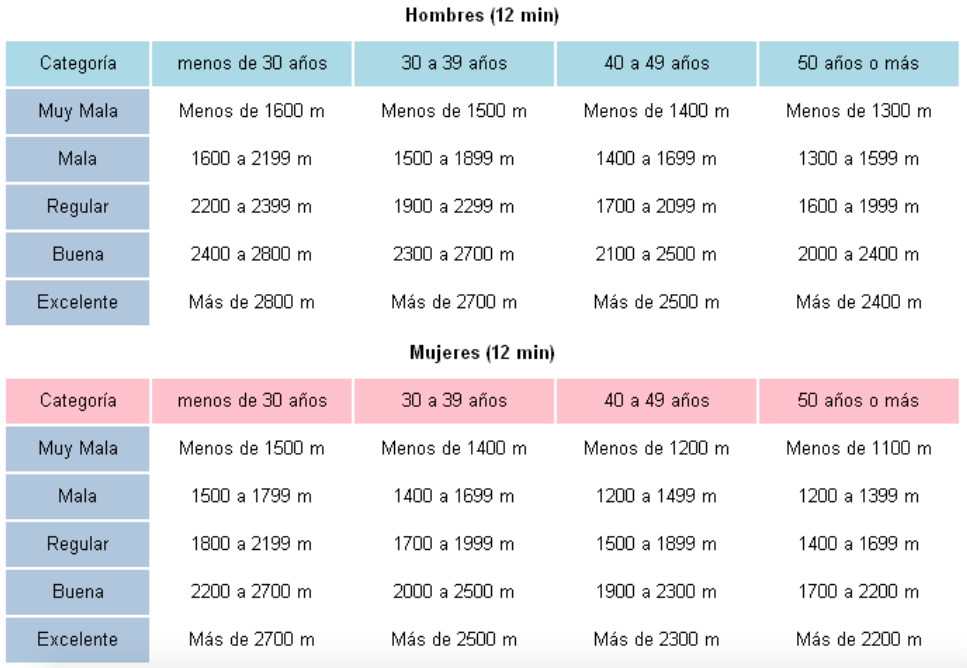 Hombres (12 min)
Categoría menos de 30 años 30 a 39 años 40 a 49 años 50 años o más
Muy Mala Menos de 1600 m Menos de 1500 m Menos de 1400 m Menos de 1300 m
Mala 1600 a 2199 m 1500 a 1899 m 1400 a 1699 m 1300 a 1599 m
Regular 2200 a 2399 m 1900 a 2299 m 1700 a 2099 m 1600 a 1999 m
Buena 2400 a 2800 m 2300 a 2700 m 2100 a 2500 m 2000 a 2400 m
Excelente Más de 2800 m Más de 2700 m Más de 2500 m Más de 2400 m
Mujeres (12 min)
Categoría menos de 30 años 30 a 39 años 40 a 49 años 50 años o más
Muy Mala Menos de 1500 m Menos de 1400 m Menos de 1200 m Menos de 1100 m
Mala 1500 a 1799 m 1400 a 1699 m 1200 a 1499 m 1200 a 1399 m
Regular 1800 a 2199 m 1700 a 1999 m 1500 a 1899 m 1400 a 1699 m
Buena 2200 a 2700 m 2000 a 2500 m 1900 a 2300 m 1700 a 2200 m
Excelente Más de 2700 m Más de 2500 m Más de 2300 m Más de 2200 m